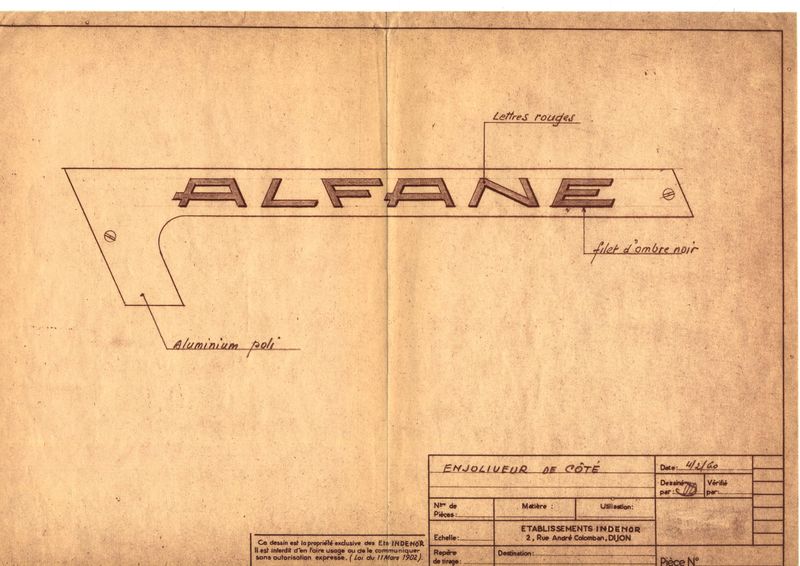 Lettres rouges
ALFANE
filet d'ombre noir
Aluminium poli
ENJOLIVEUR DE CÔTÉ
Date: 4/2/60
Dessiné par:
Vérifié par:
Nbre de Pièces:
Matière:
Utilisation:
Echelle:
ETABLISSEMENTS INDENOR
2, Rue André Colomban, DIJON
Repère de tirage:
Destination:
Pièce N°
Ce dessin est la propriété exclusive des Ets INDENOR
Il est interdit d'en faire usage ou de le communiquer
sans autorisation expresse. (Loi du 11 Mars 1902).